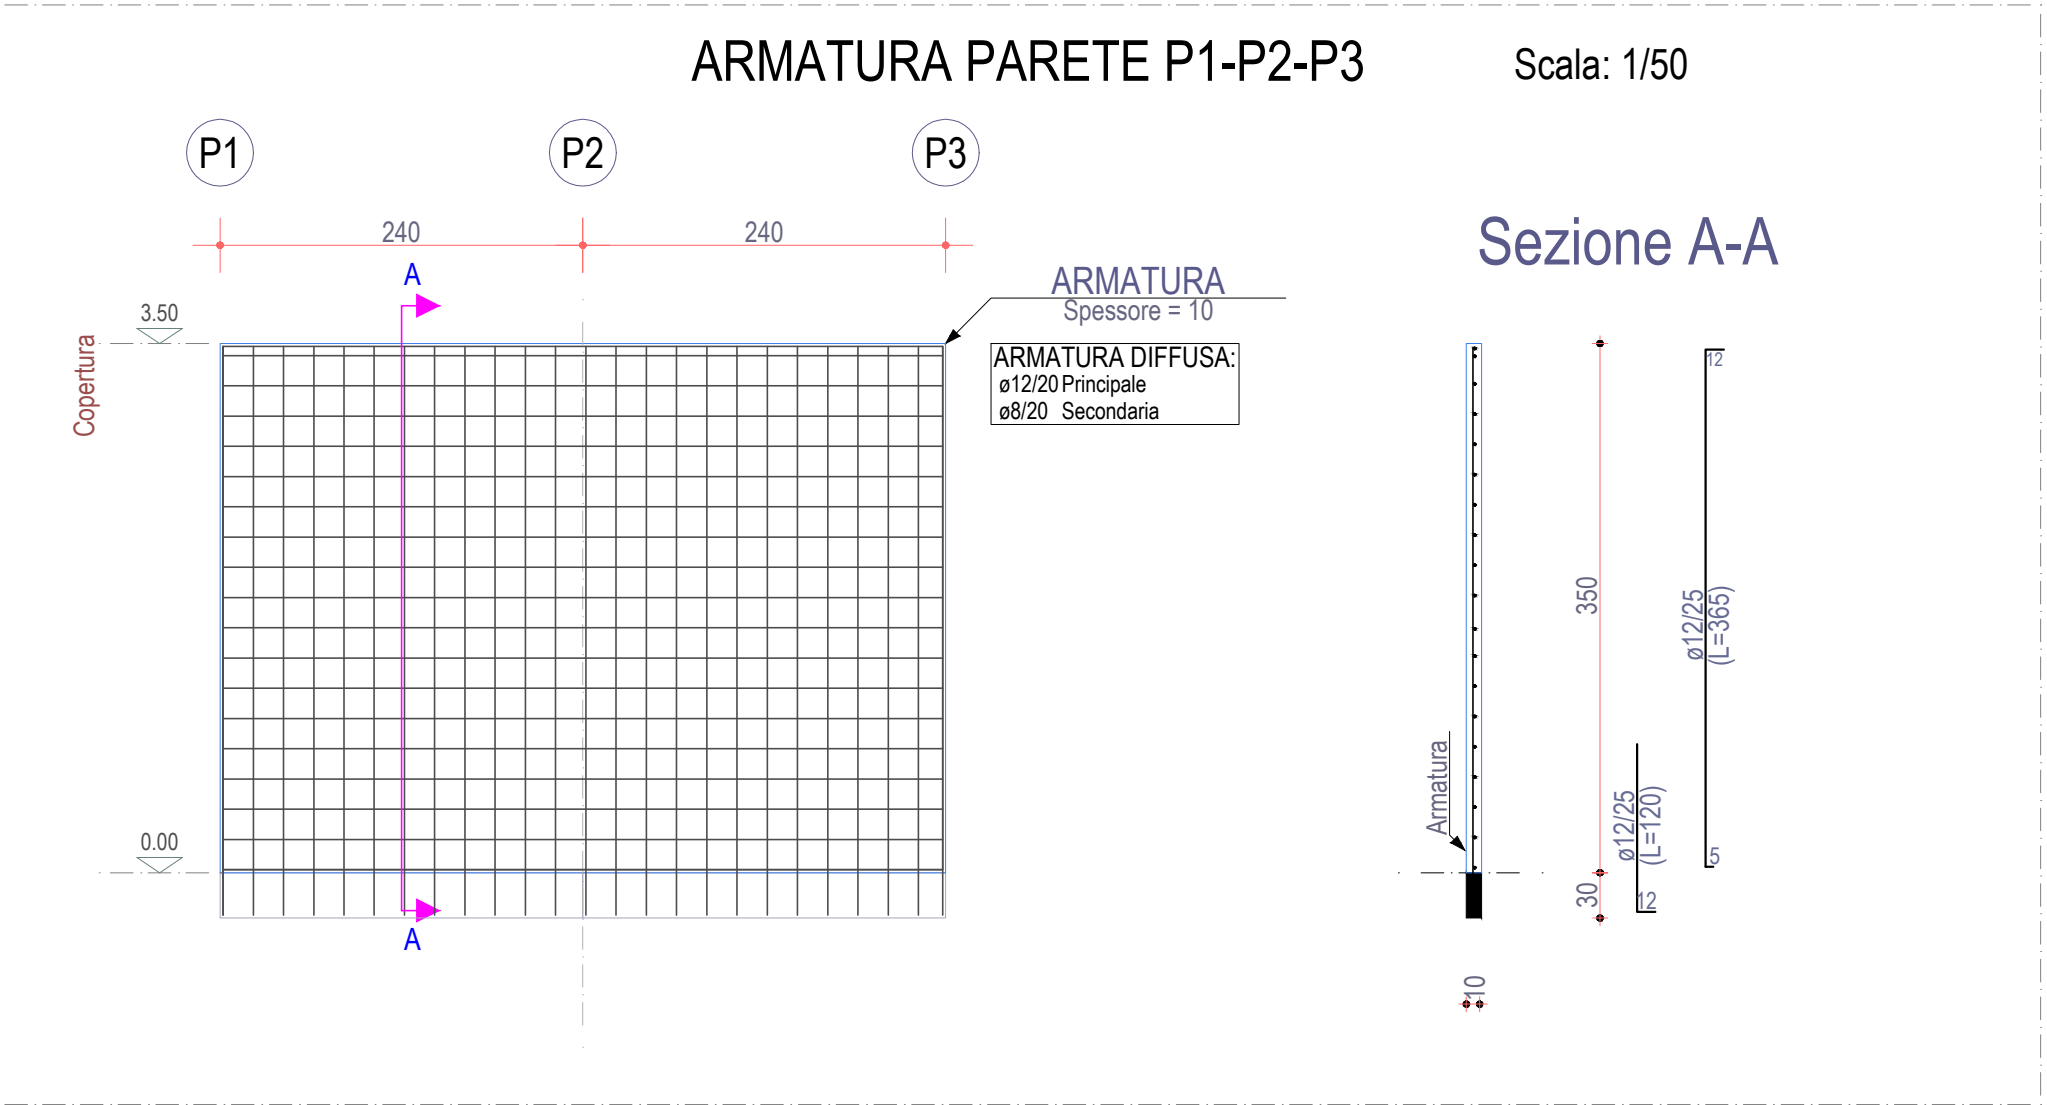 ARMATURA PARETE P1-P2-P3
Scala: 1/50
P1
P2
P3
240
240
Sezione A-A
A
ARMATURA
Spessore = 10
3.50
Copertura
ARMATURA DIFFUSA:
ø12/20 Principale
ø8/20 Secondaria
12
350
ø12/25
(L=365)
Armatura
ø12/25
(L=120)
0.00
5
30
12
A
10